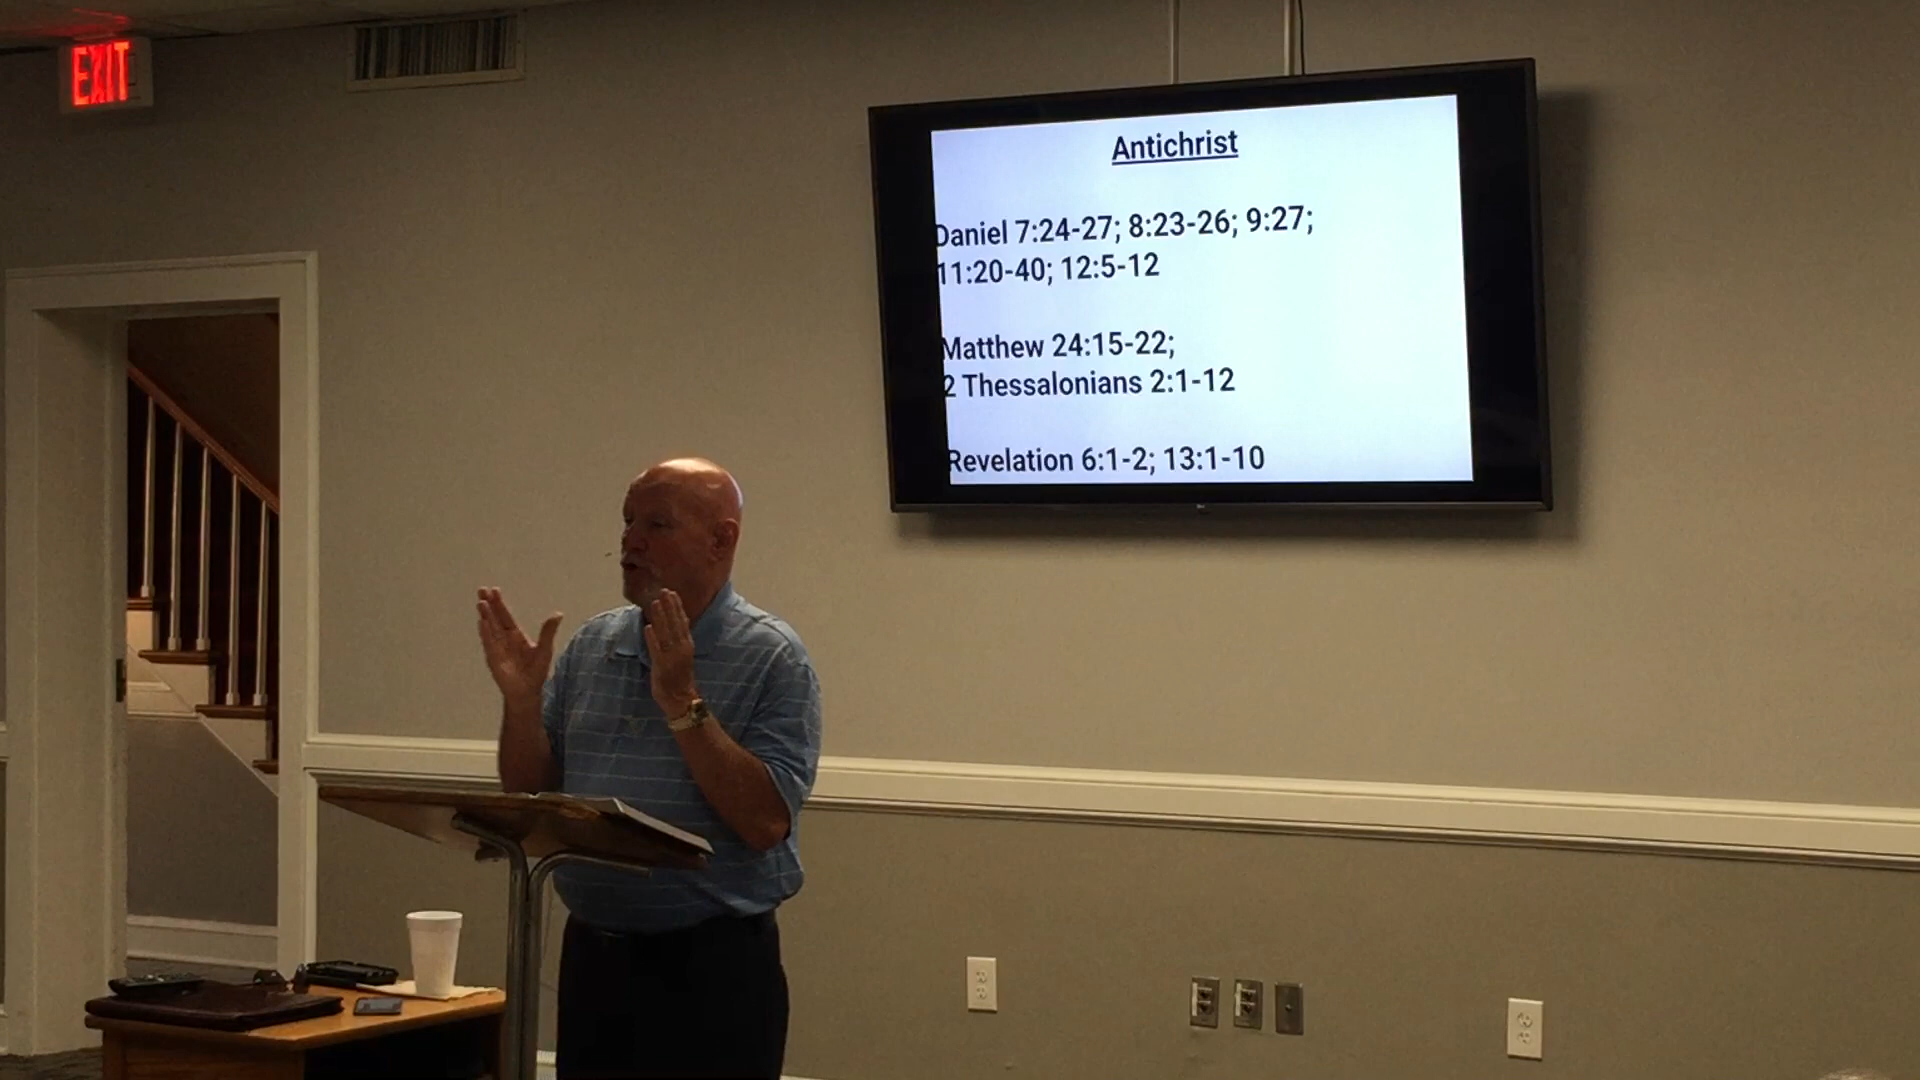 EXIT
Antichrist
Daniel 7:24-27; 8:23-26; 9:27;
11:20-40; 12:5-12
Matthew 24:15-22;
2 Thessalonians 2:1-12
Revelation 6:1-2; 13:1-10